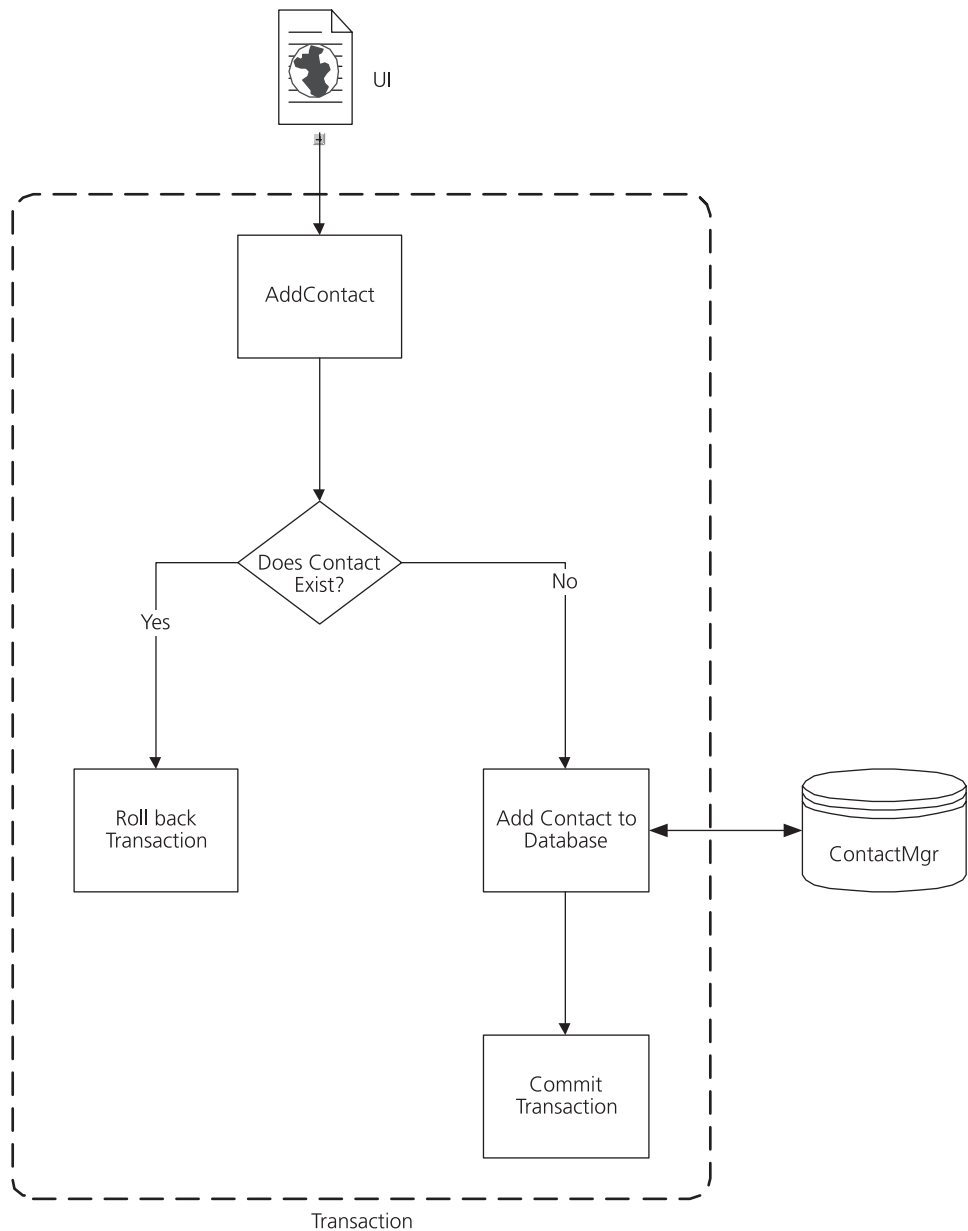 UI
AddContact
Does Contact
Exist?
No
Yes
Roll back
Transaction
Add Contact to
Database
ContactMgr
Commit
Transaction
Transaction